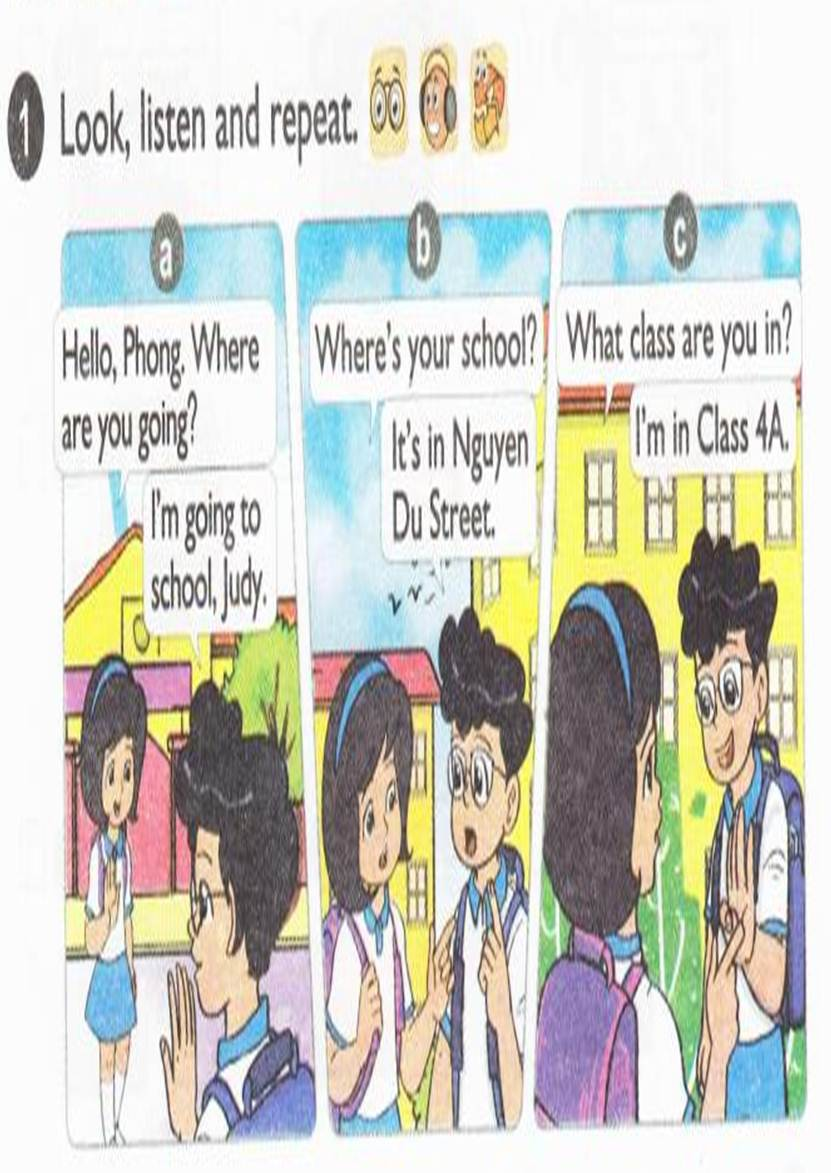 1 Look, listen and repeat.
a
Hello, Phong. Where
are you going?
I'm going to
school, Judy.
b
Where's your school?
It's in Nguyen
Du Street.
c
What class are you in?
I'm in Class 4A.